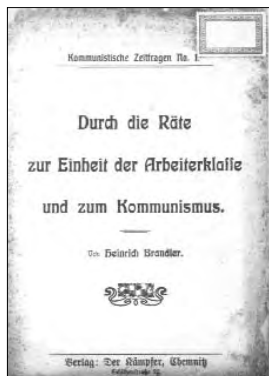 Kommunistische Zeitfragen No. 1.
Durch die Räte
zur Einheit der Arbeiterklasse
und zum Kommunismus.
Von Heinrich Brandler.
Verlag: Der Kämpfer, Chemnitz